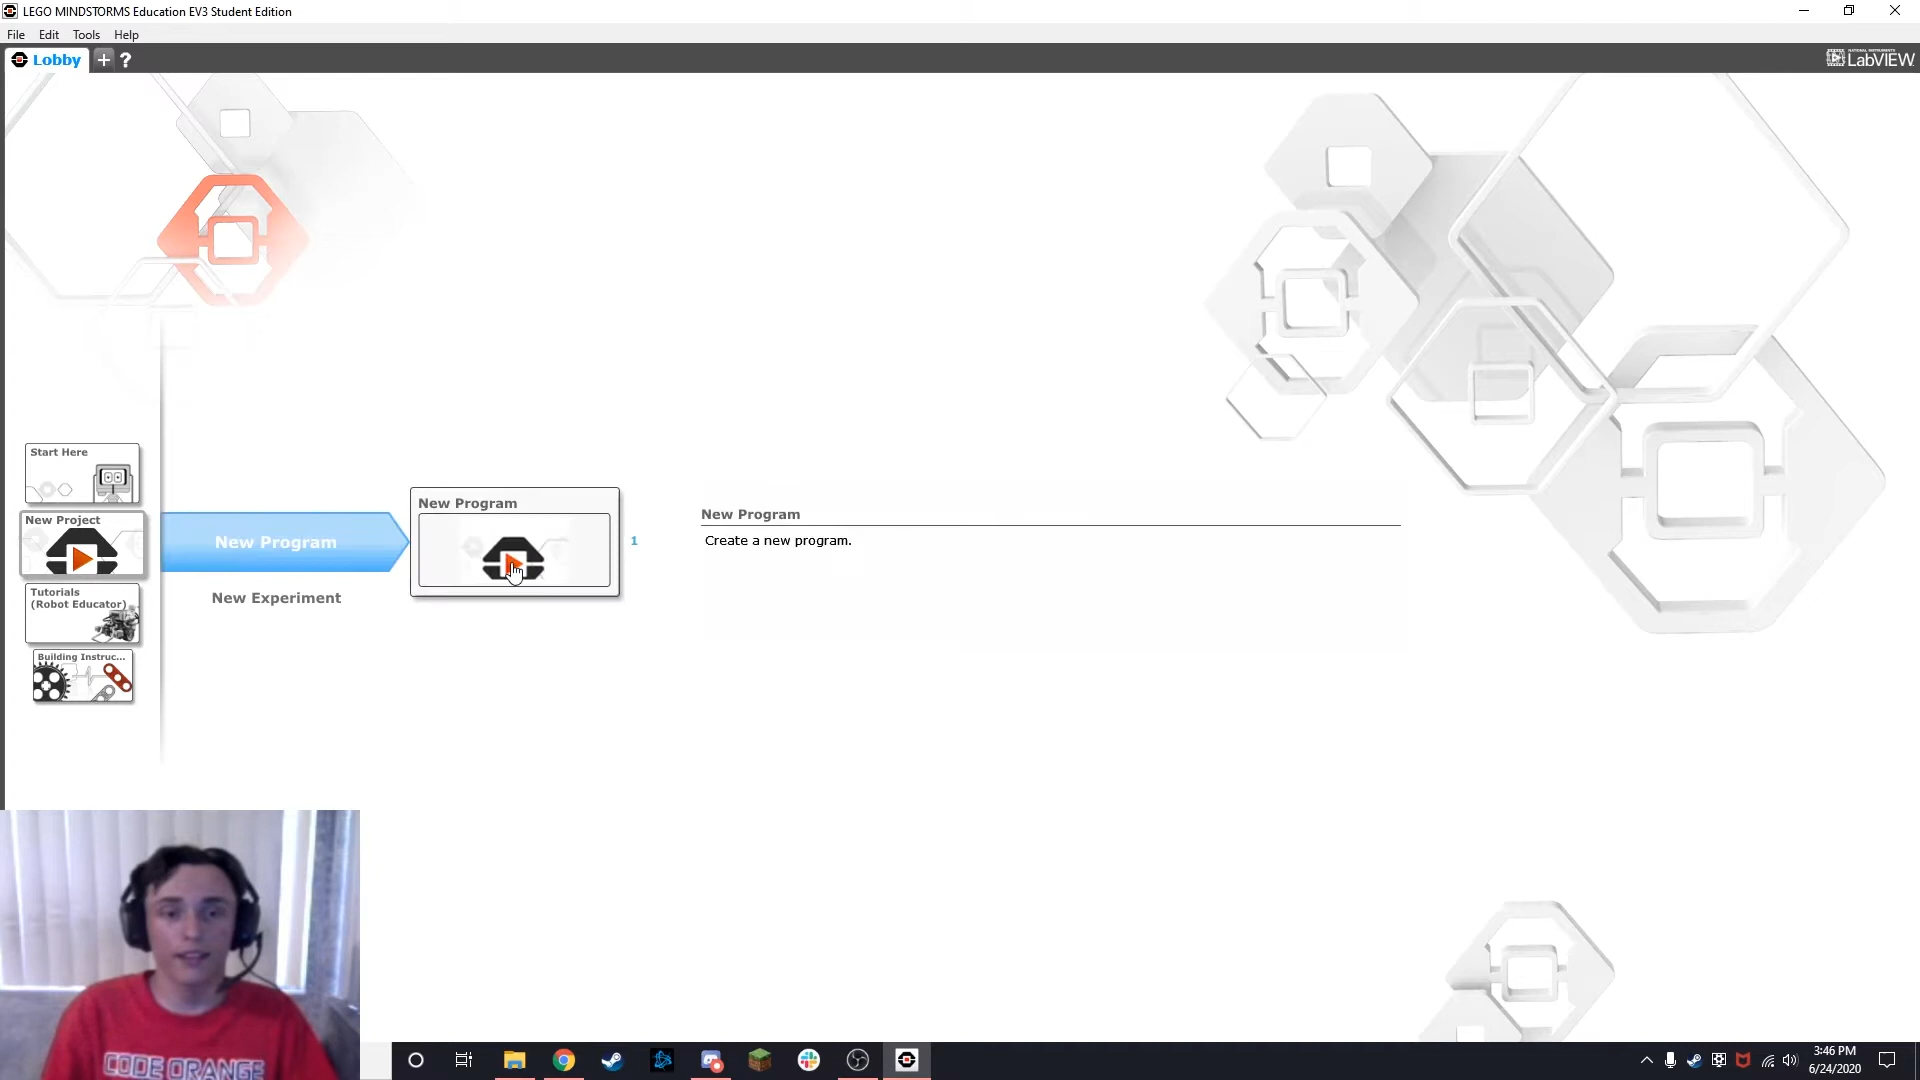 LEGO MINDSTORMS Education EV3 Student Edition
File Edit Tools Help
Lobby + ?
NATIONAL INSTRUMENTS
LabVIEW
Start Here
New Project
Tutorials
(Robot Educator)
Building Instruc...
New Program
New Experiment
New Program
1
New Program
Create a new program.
CODE ORANGE
3:46 PM
6/24/2020